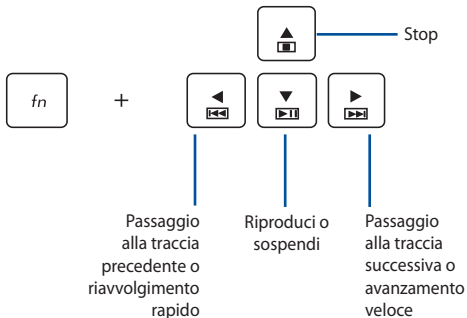 Stop
fn
+
Passaggio
alla traccia
precedente o
riavvolgimento
rapido
Riproduci o
sospendi
Passaggio
alla traccia
successiva o
avanzamento
veloce